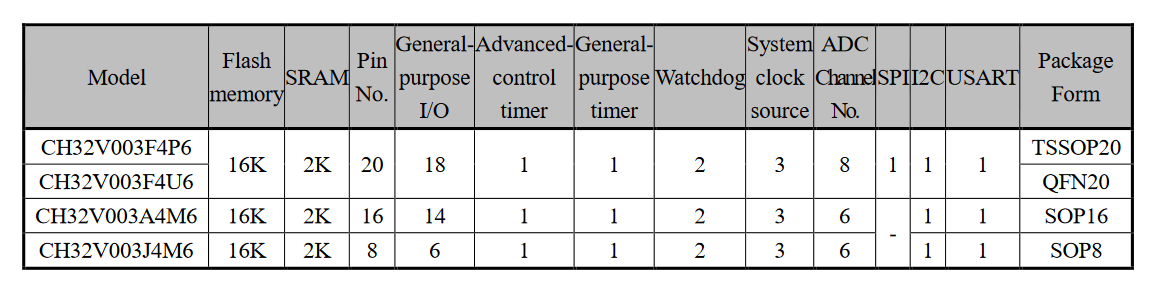 Model Flash memory SRAM Pin No. General-purpose I/O Advanced-control timer General-purpose timer Watchdog System clock source ADC Channel No. SPI I2C USART Package Form
CH32V003F4P6 16K 2K 20 18 1 1 2 3 8 1 1 1 TSSOP20
CH32V003F4U6 QFN20
CH32V003A4M6 16K 2K 16 14 1 1 2 3 6 - 1 1 SOP16
CH32V003J4M6 16K 2K 8 6 1 1 2 3 6 1 1 SOP8